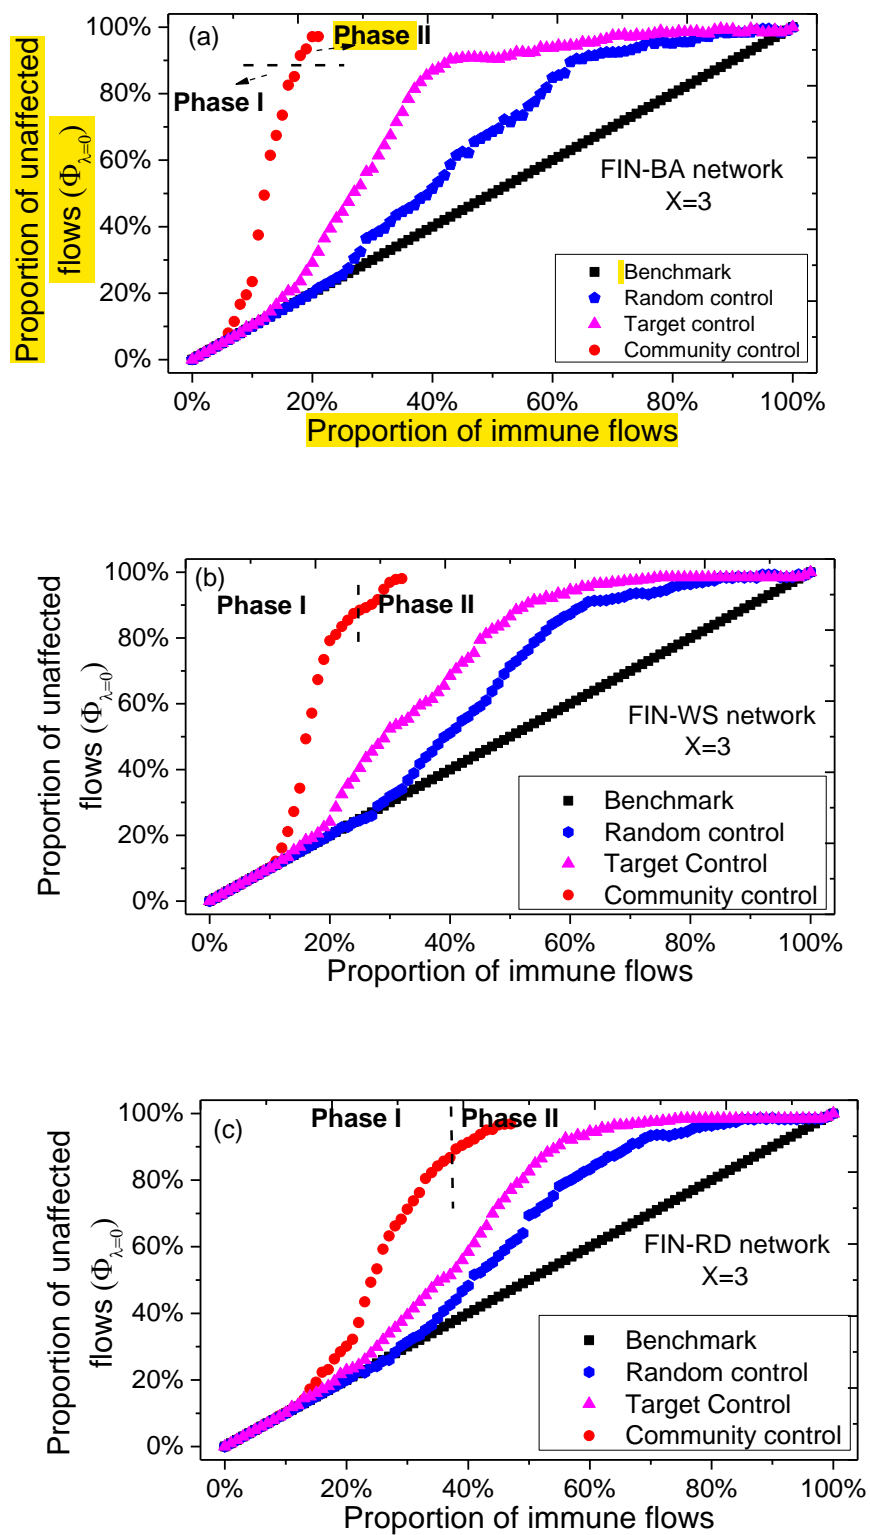 (a)
Phase II
Phase I
100%
80%
60%
40%
20%
0%
Proportion of unaffected
flows (Φλ=0)
FIN-BA network
X=3
Benchmark
Random control
Target control
Community control
0% 20% 40% 60% 80% 100%
Proportion of immune flows
(b)
Phase I Phase II
100%
80%
60%
40%
20%
0%
Proportion of unaffected
flows (Φλ=0)
FIN-WS network
X=3
Benchmark
Random control
Target Control
Community control
0% 20% 40% 60% 80% 100%
Proportion of immune flows
(c)
Phase I Phase II
100%
80%
60%
40%
20%
0%
Proportion of unaffected
flows (Φλ=0)
FIN-RD network
X=3
Benchmark
Random control
Target Control
Community control
0% 20% 40% 60% 80% 100%
Proportion of immune flows